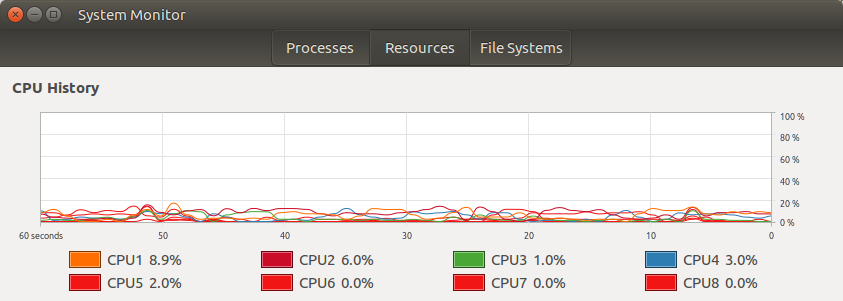 System Monitor
Processes Resources File Systems
CPU History
100 %
80 %
60 %
40 %
20 %
0 %
60 seconds 50 40 30 20 10 0
CPU1 8.9% CPU2 6.0% CPU3 1.0% CPU4 3.0%
CPU5 2.0% CPU6 0.0% CPU7 0.0% CPU8 0.0%